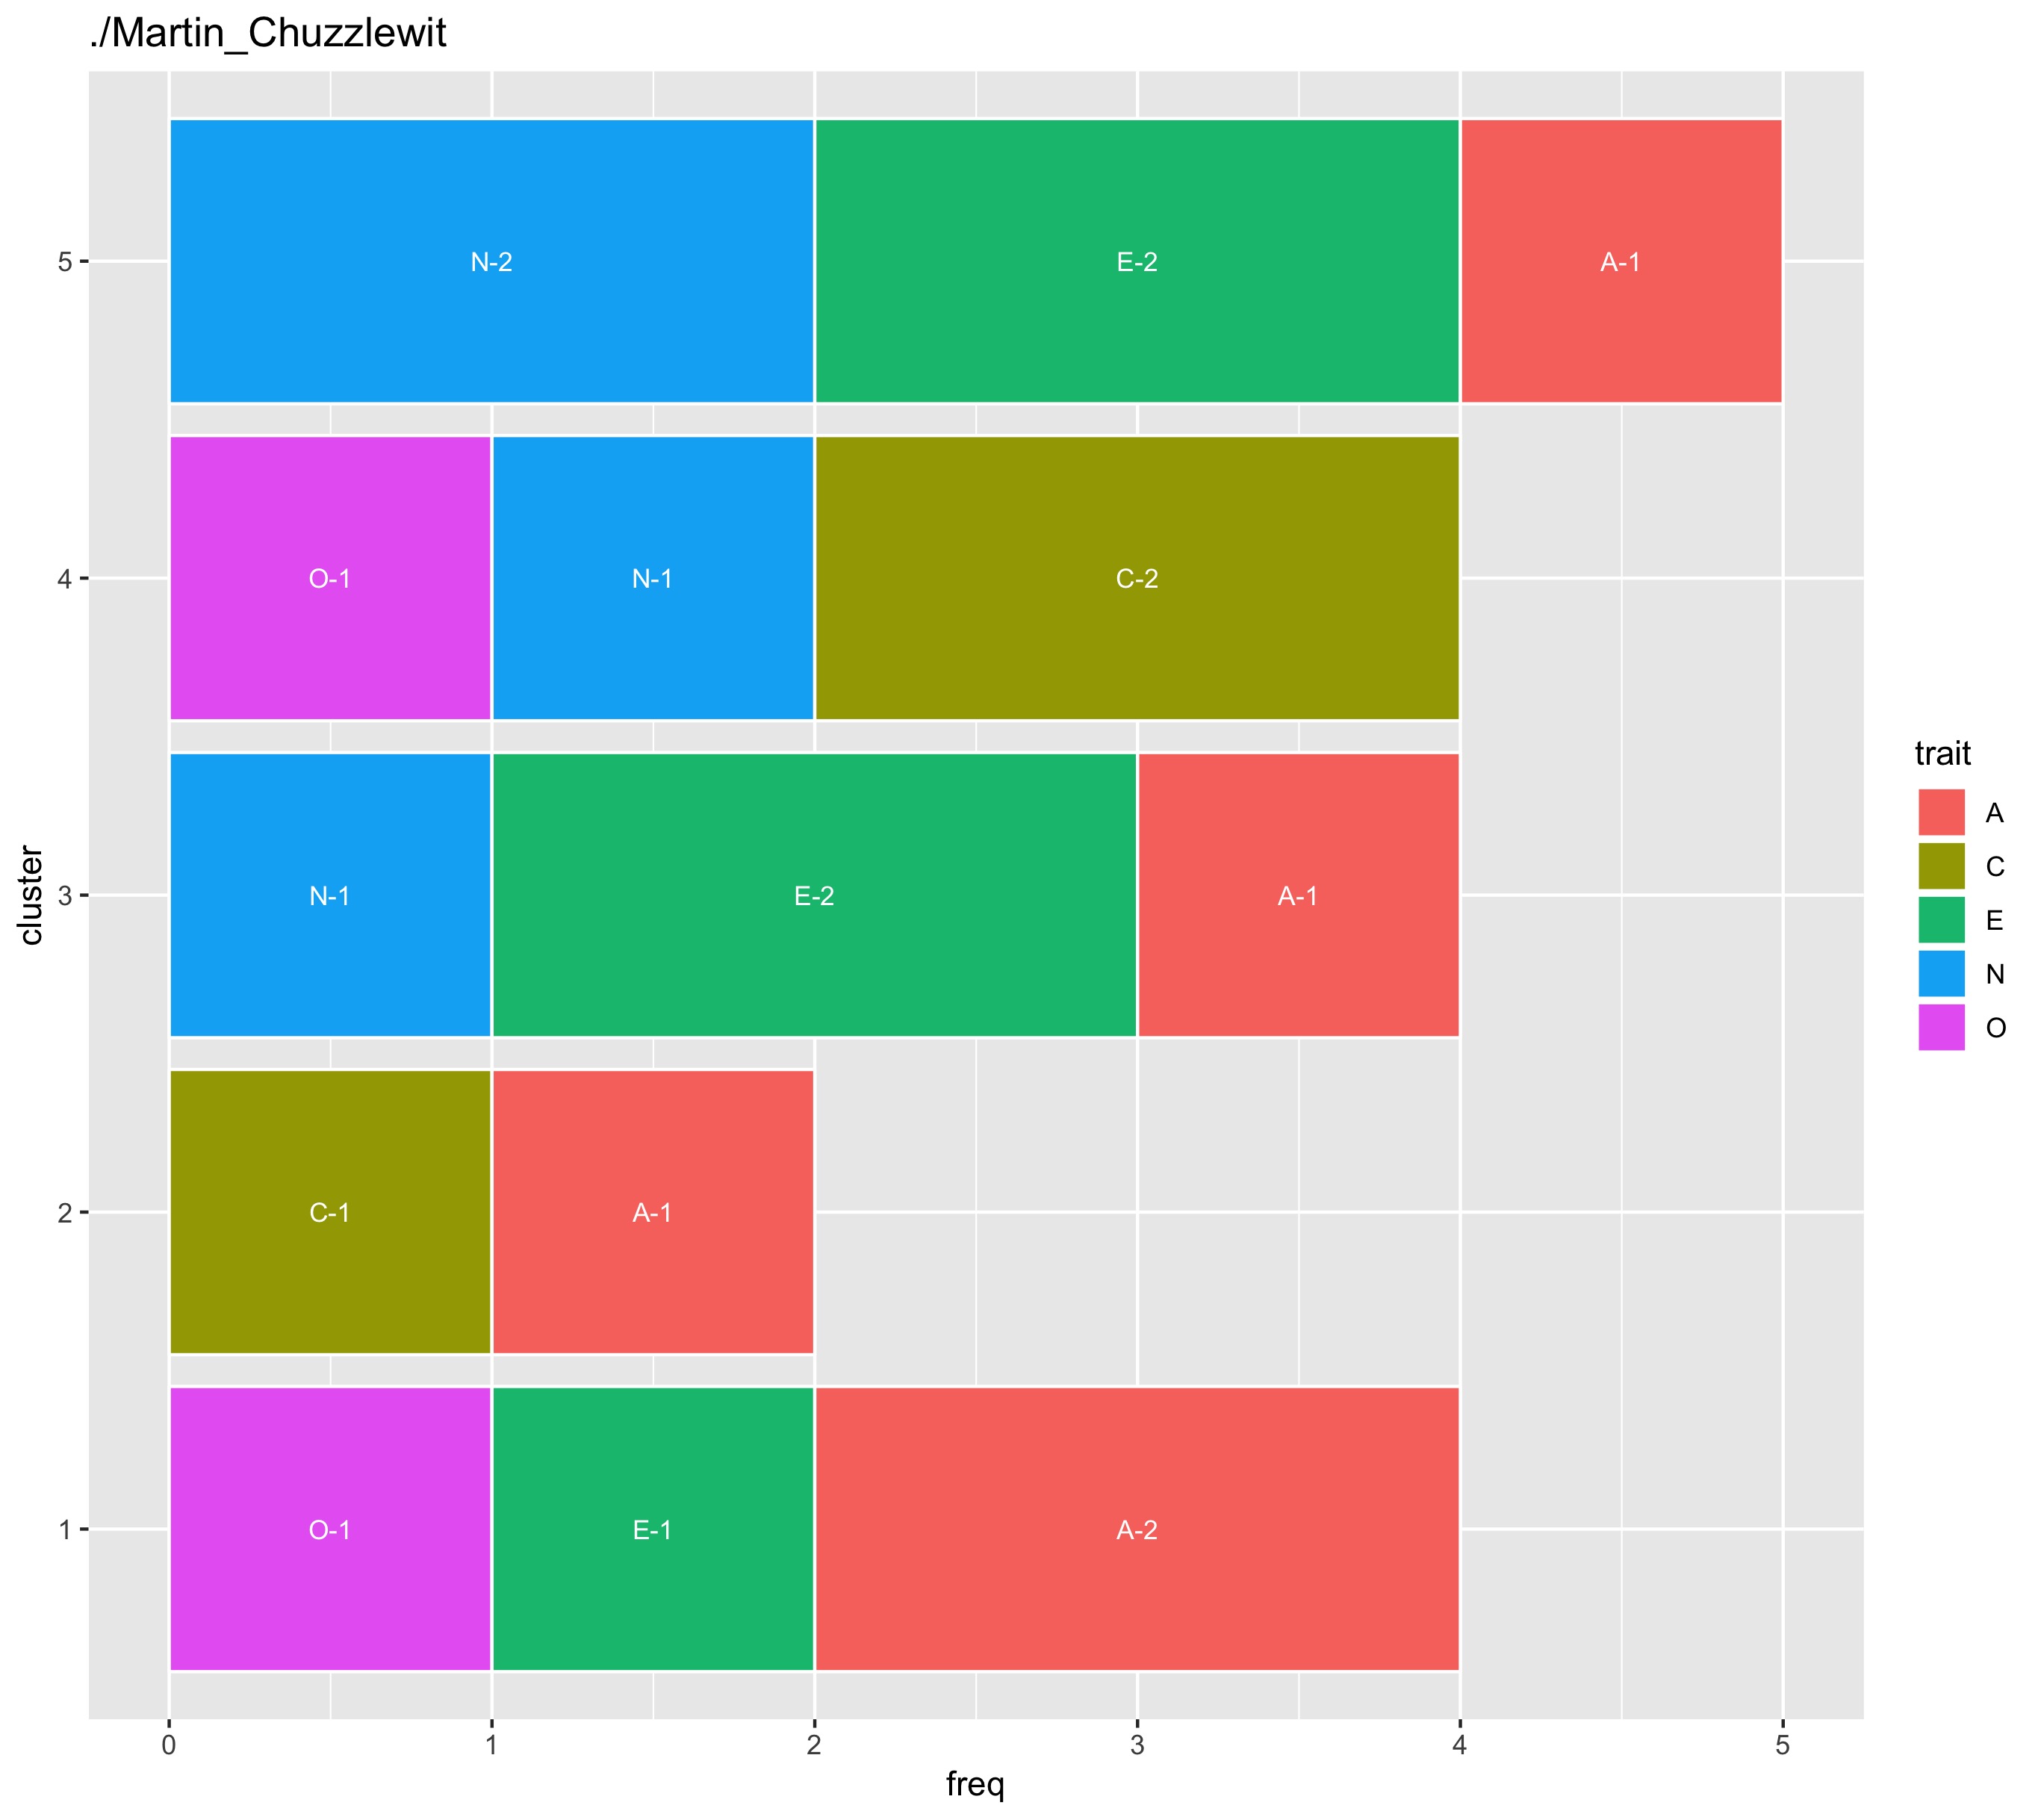 ./Martin_Chuzzlewit
5
N-2
E-2
A-1
4
O-1
N-1
C-2
3
N-1
E-2
A-1
2
C-1
A-1
1
O-1
E-1
A-2
0
1
2
3
4
5
freq
cluster
trait
A
C
E
N
O